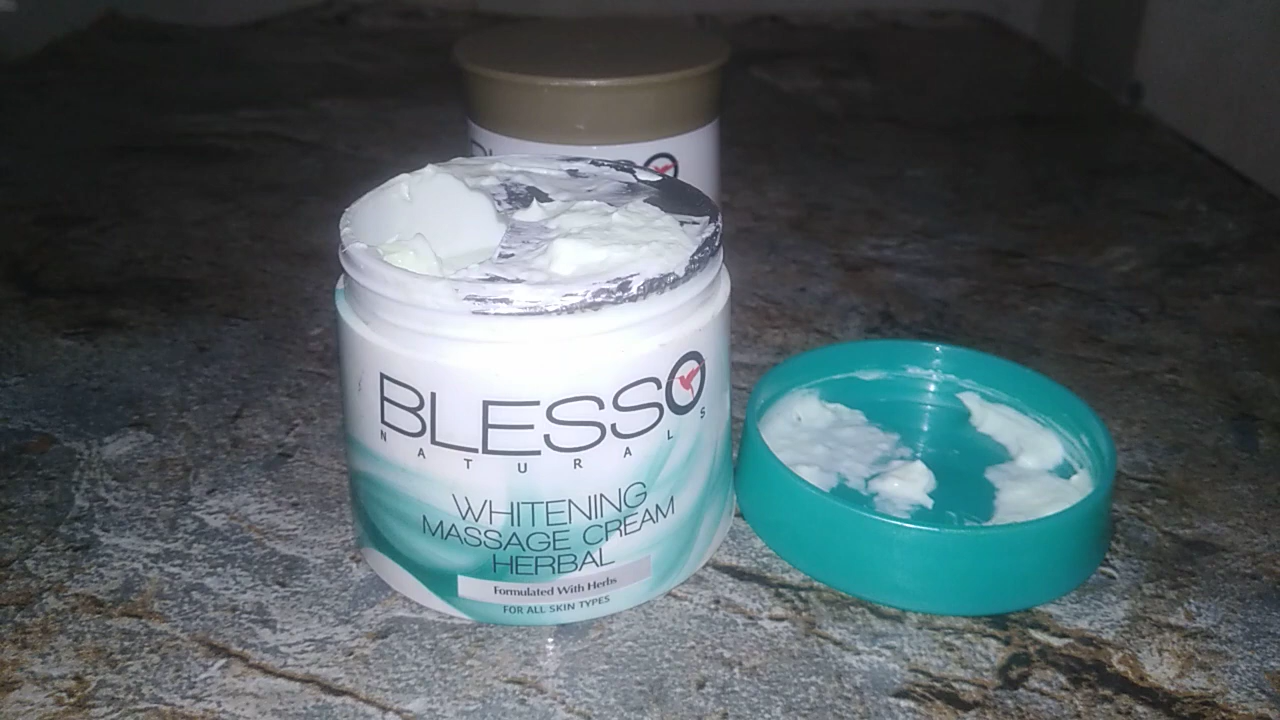 BLESSO
NATURALS
WHITENING
MASSAGE CREAM
HERBAL
Formulated With Herbs
FOR ALL SKIN TYPES